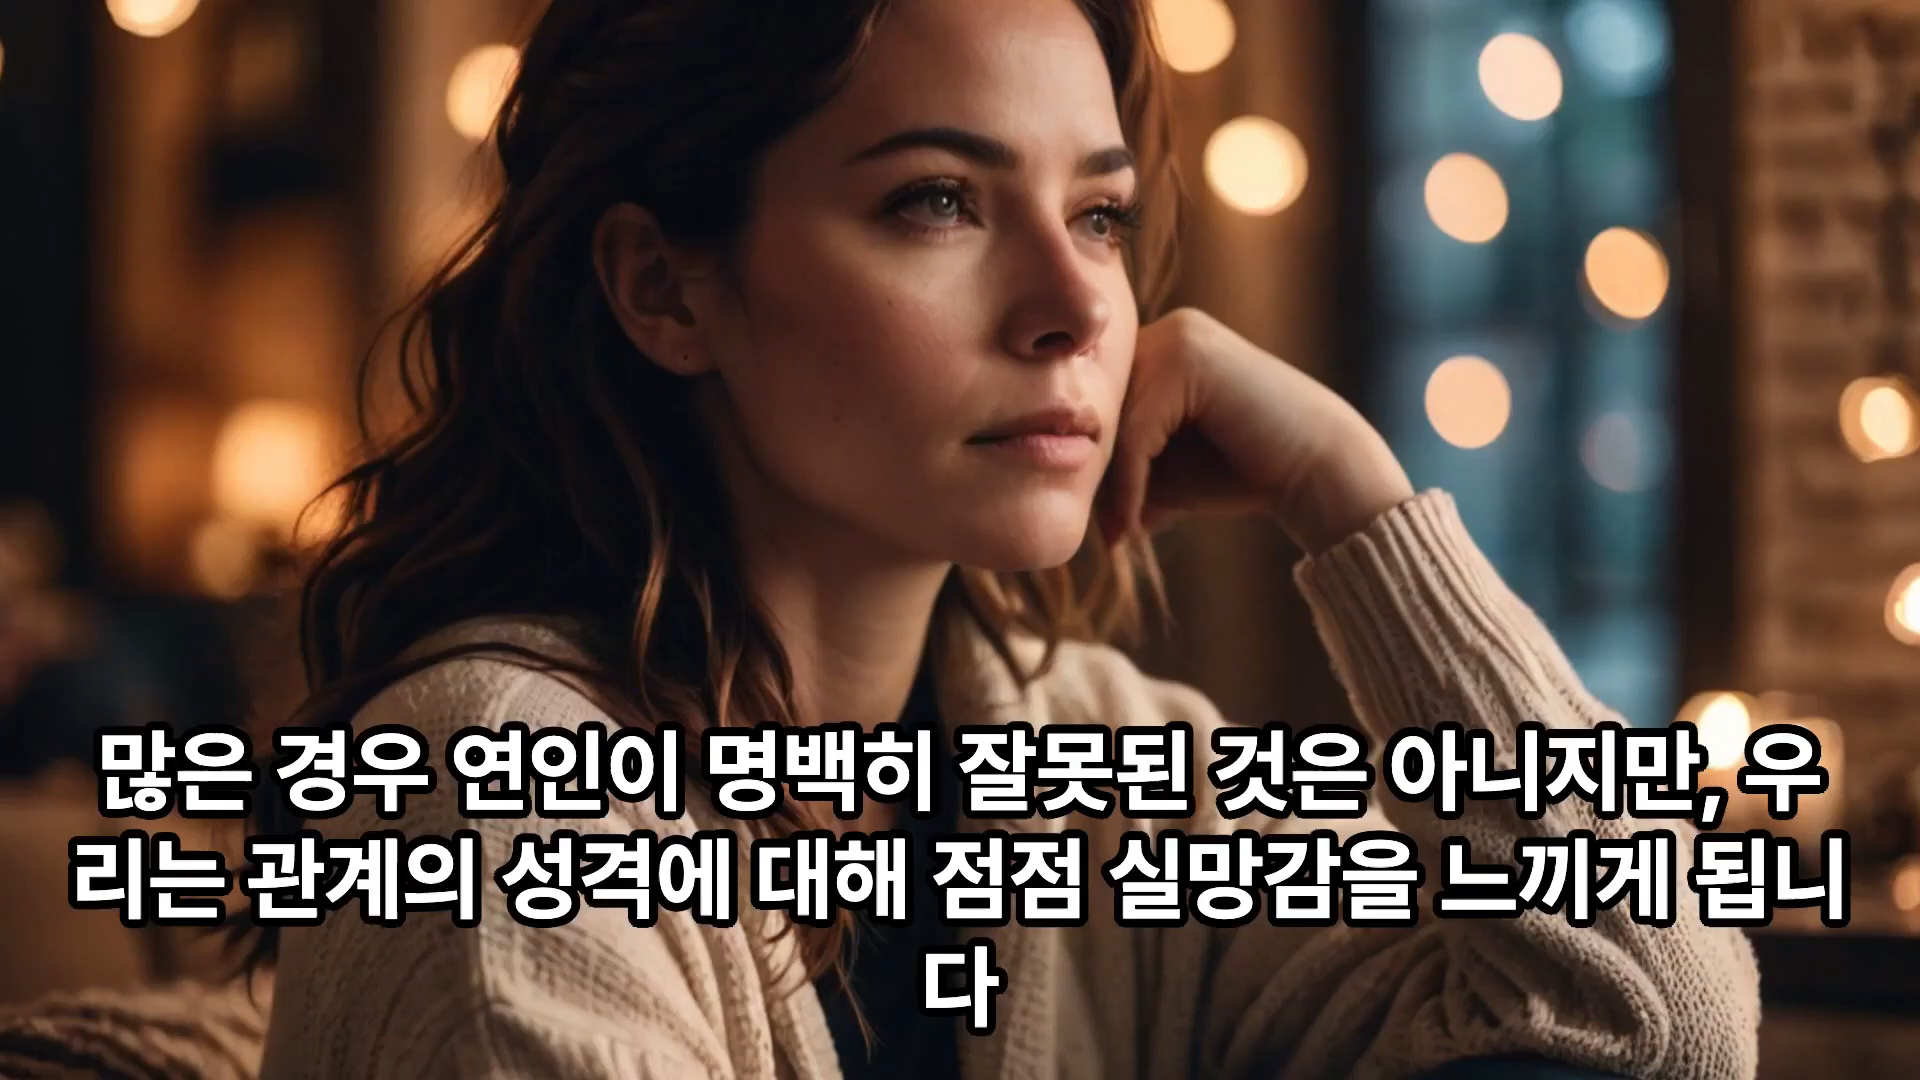 많은 경우 연인이 명백히 잘못된 것은 아니지만, 우
리는 관계의 성격에 대해 점점 실망감을 느끼게 됩니
다